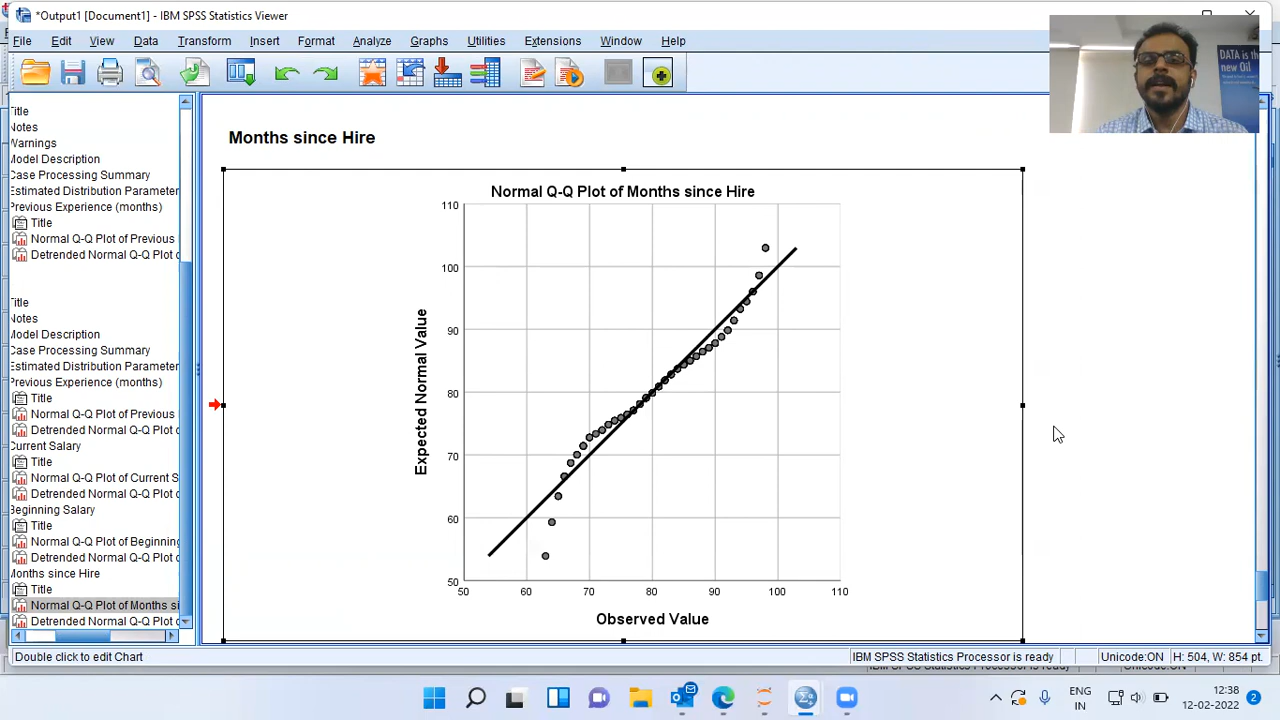 *Output1 [Document1] - IBM SPSS Statistics Viewer
File Edit View Data Transform Insert Format Analyze Graphs Utilities Extensions Window Help
DATA is the
new Oil
Title
Notes
Warnings
Model Description
Case Processing Summary
Estimated Distribution Parameter
Previous Experience (months)
Title
Normal Q-Q Plot of Previous
Detrended Normal Q-Q Plot o
Title
Notes
Model Description
Case Processing Summary
Estimated Distribution Parameter
Previous Experience (months)
Title
Normal Q-Q Plot of Previous
Detrended Normal Q-Q Plot o
Current Salary
Title
Normal Q-Q Plot of Current S
Detrended Normal Q-Q Plot o
Beginning Salary
Title
Normal Q-Q Plot of Beginning
Detrended Normal Q-Q Plot o
Months since Hire
Title
Normal Q-Q Plot of Months si
Detrended Normal Q-Q Plot o
Months since Hire
Normal Q-Q Plot of Months since Hire
Expected Normal Value
110
100
90
80
70
60
50
50 60 70 80 90 100 110
Observed Value
Double click to edit Chart
IBM SPSS Statistics Processor is ready
Unicode:ON
H: 504, W: 854 pt.
ENG
IN
12:38
12-02-2022
2